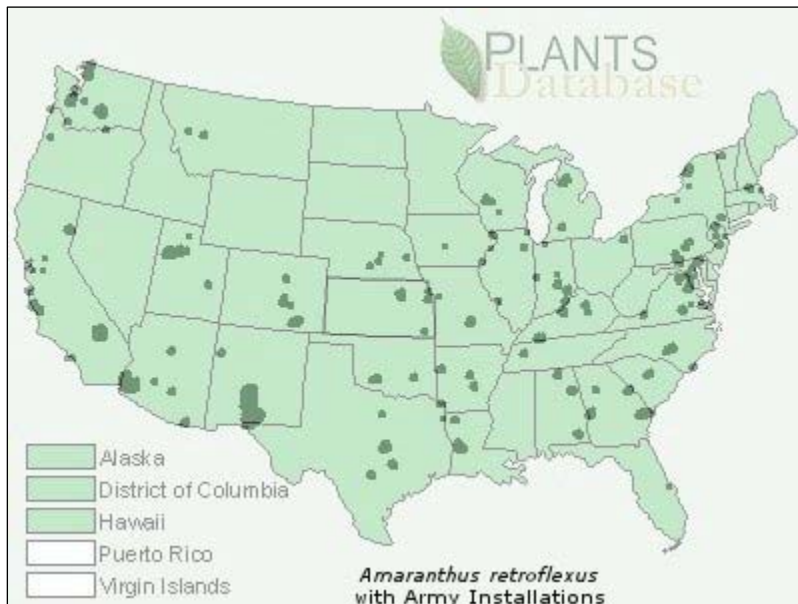 PLANTS
Database
Alaska
District of Columbia
Hawaii
Puerto Rico
Virgin Islands
Amaranthus retroflexus
with Army Installations